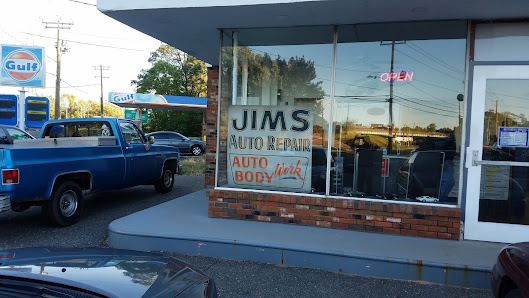 Gulf
Gulf
OPEN
JIMS
AUTO REPAIR
AUTO
BODY Work